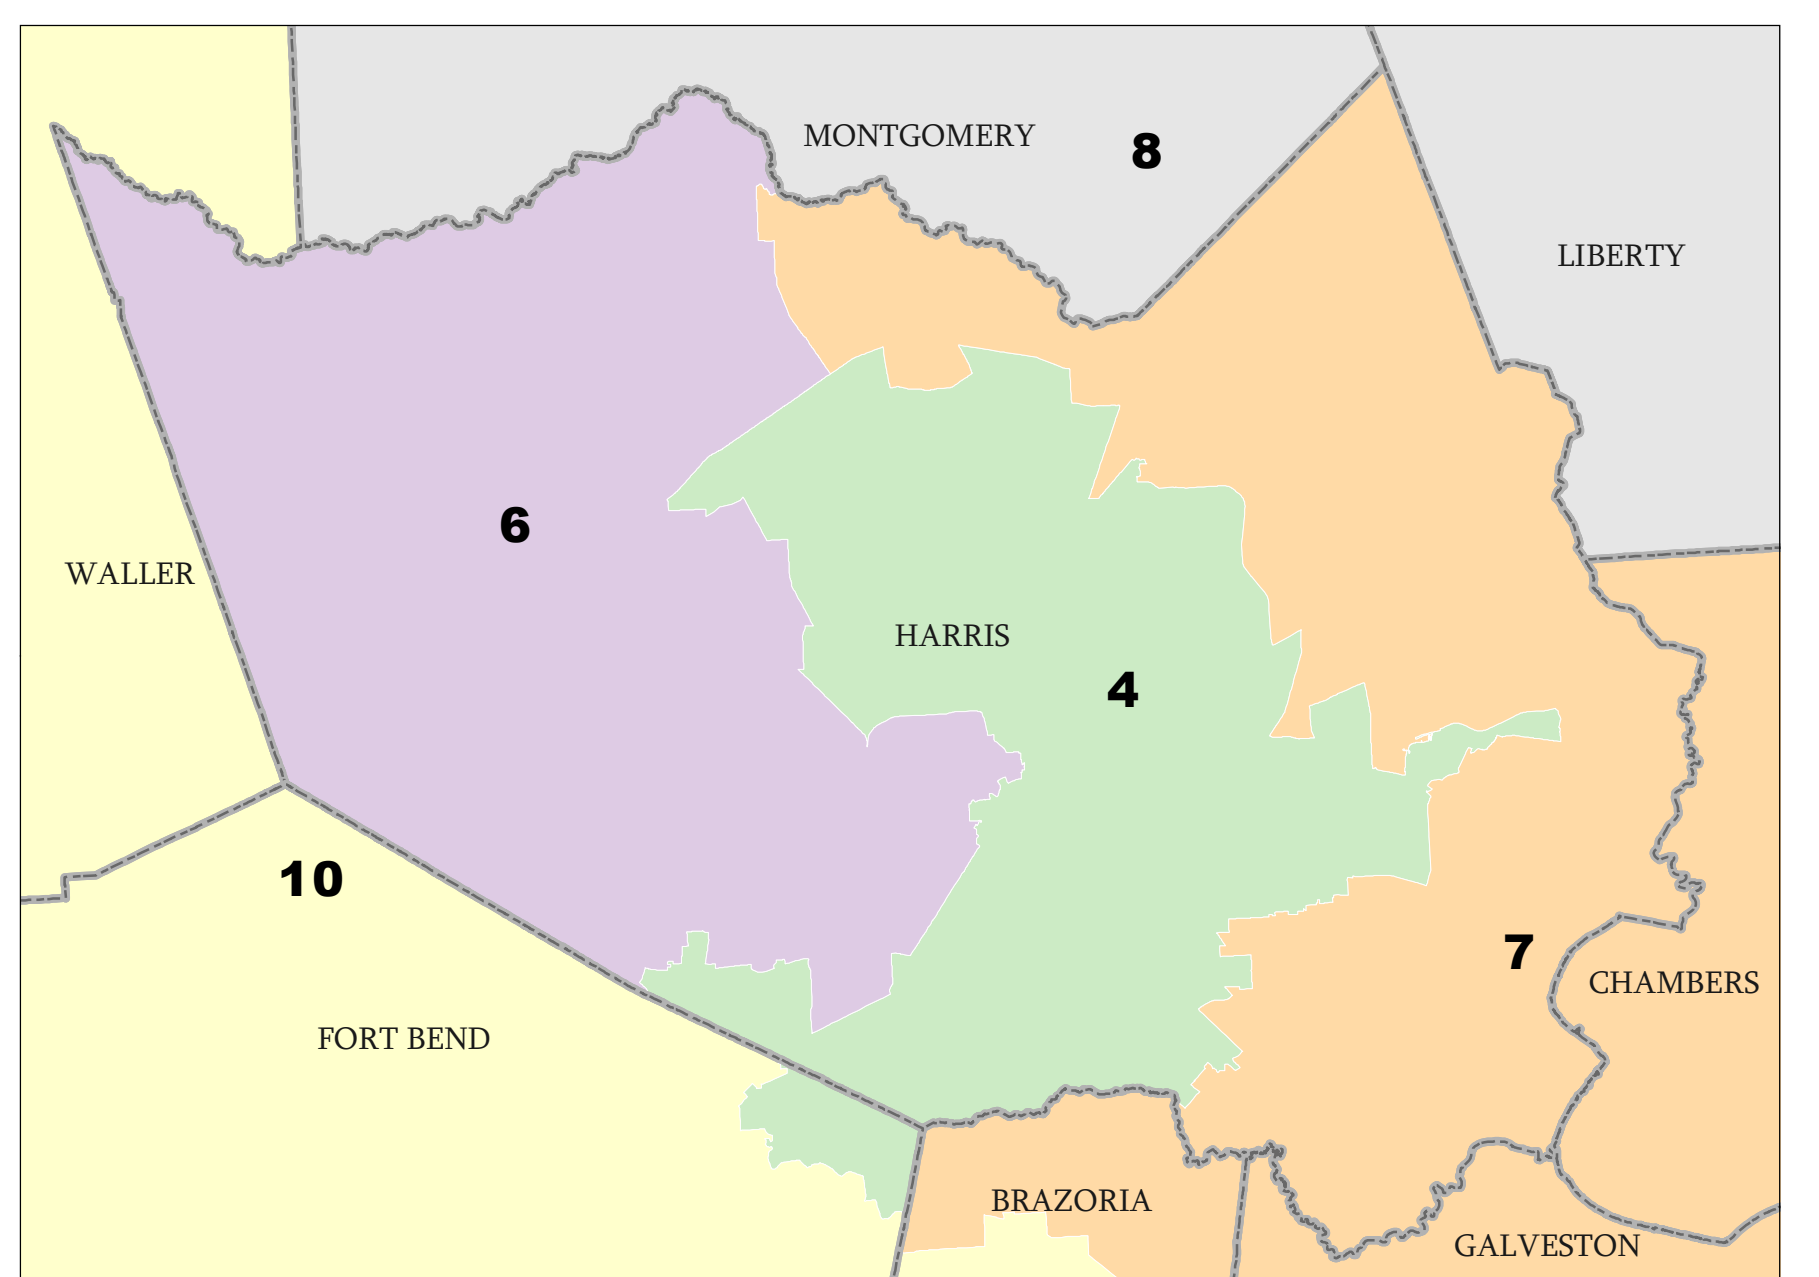 MONTGOMERY
8
LIBERTY
6
WALLER
HARRIS
4
10
7
CHAMBERS
FORT BEND
BRAZORIA
GALVESTON